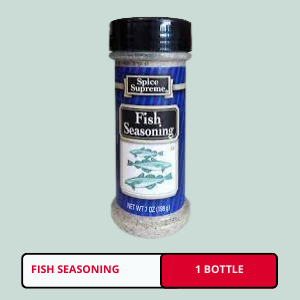 Spice
Supreme
Fish
Seasoning
NET WT 7 OZ (198g)
FISH SEASONING
1 BOTTLE